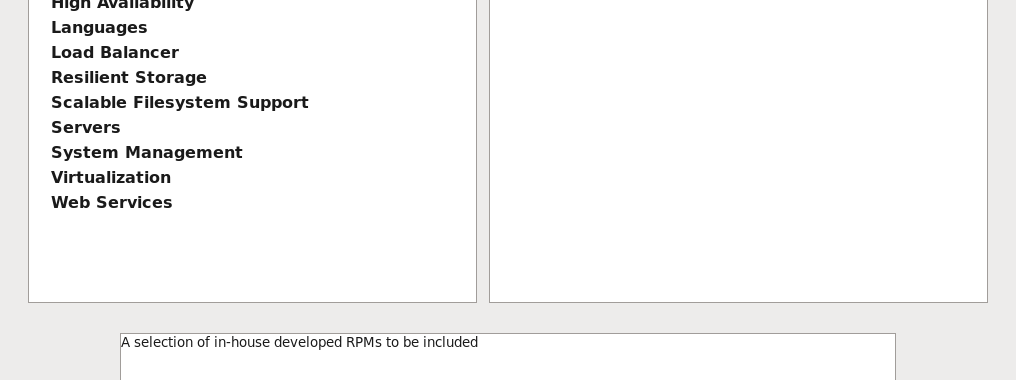 High Availability
Languages
Load Balancer
Resilient Storage
Scalable Filesystem Support
Servers
System Management
Virtualization
Web Services
A selection of in-house developed RPMs to be included